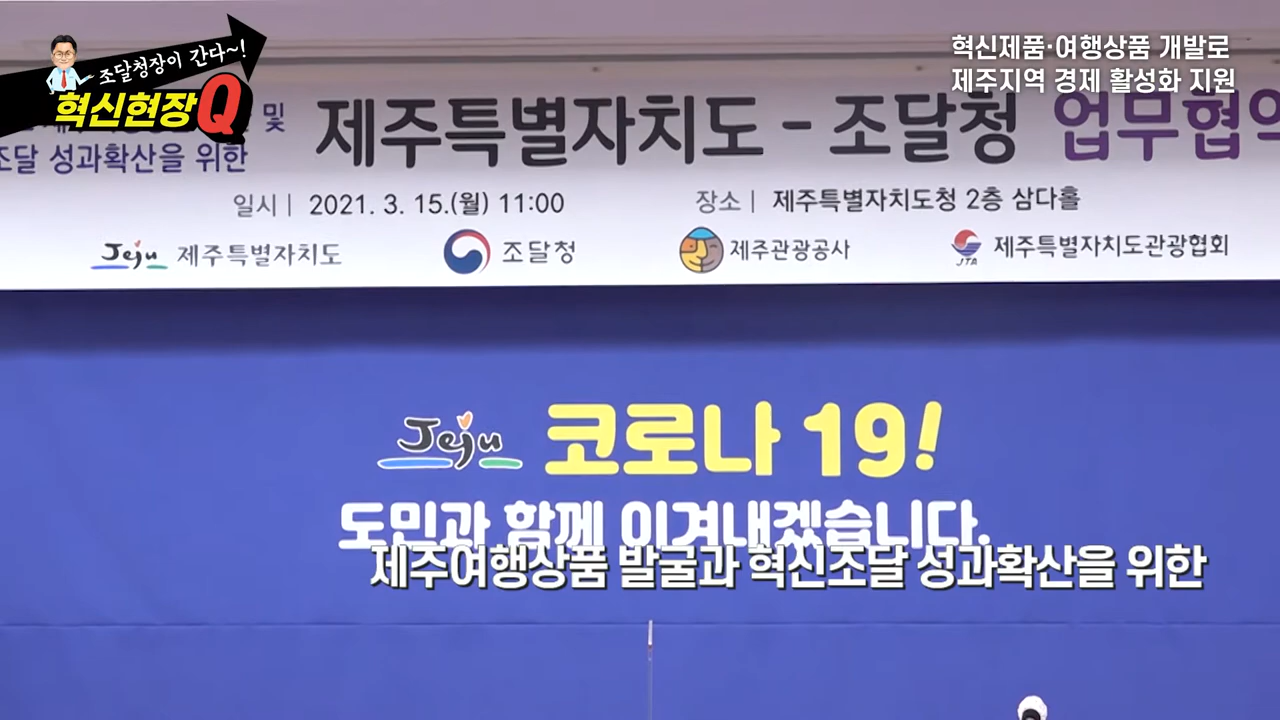 조달청장이 간다~!
혁신현장Q
혁신제품·여행상품 개발로
제주지역 경제 활성화 지원
및
조달 성과확산을 위한
제주특별자치도 - 조달청 업무협약
일시 | 2021. 3. 15.(월) 11:00
장소 | 제주특별자치도청 2층 삼다홀
Jeju 제주특별자치도
조달청
제주관광공사
JTA 제주특별자치도관광협회
Jeju 코로나 19!
도민과 함께 이겨내겠습니다.
제주여행상품 발굴과 혁신조달 성과확산을 위한